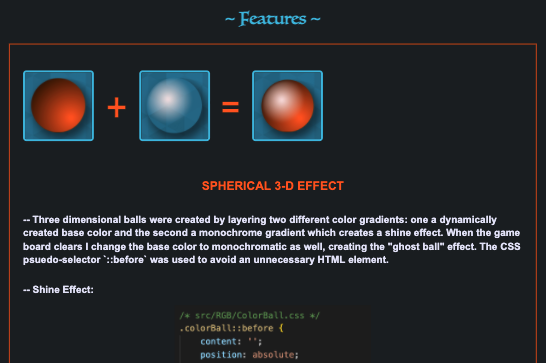 ~ Features ~
+ =
SPHERICAL 3-D EFFECT
-- Three dimensional balls were created by layering two different color gradients: one a dynamically
created base color and the second a monochrome gradient which creates a shine effect. When the game
board clears I change the base color to monochromatic as well, creating the "ghost ball" effect. The CSS
psuedo-selector `::before` was used to avoid an unnecessary HTML element.
-- Shine Effect:
/* src/RGB/ColorBall.css */
.colorBall::before {
content: '';
position: absolute;